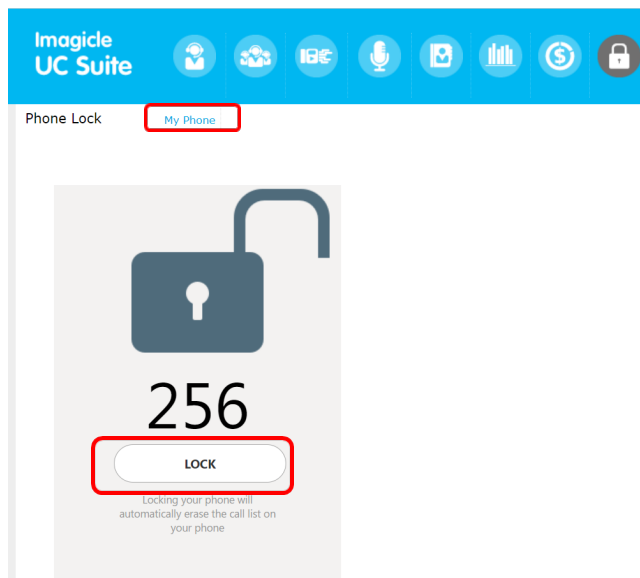 Imagicle
UC Suite
Phone Lock
My Phone
256
LOCK
Locking your phone will
automatically erase the call list on
your phone